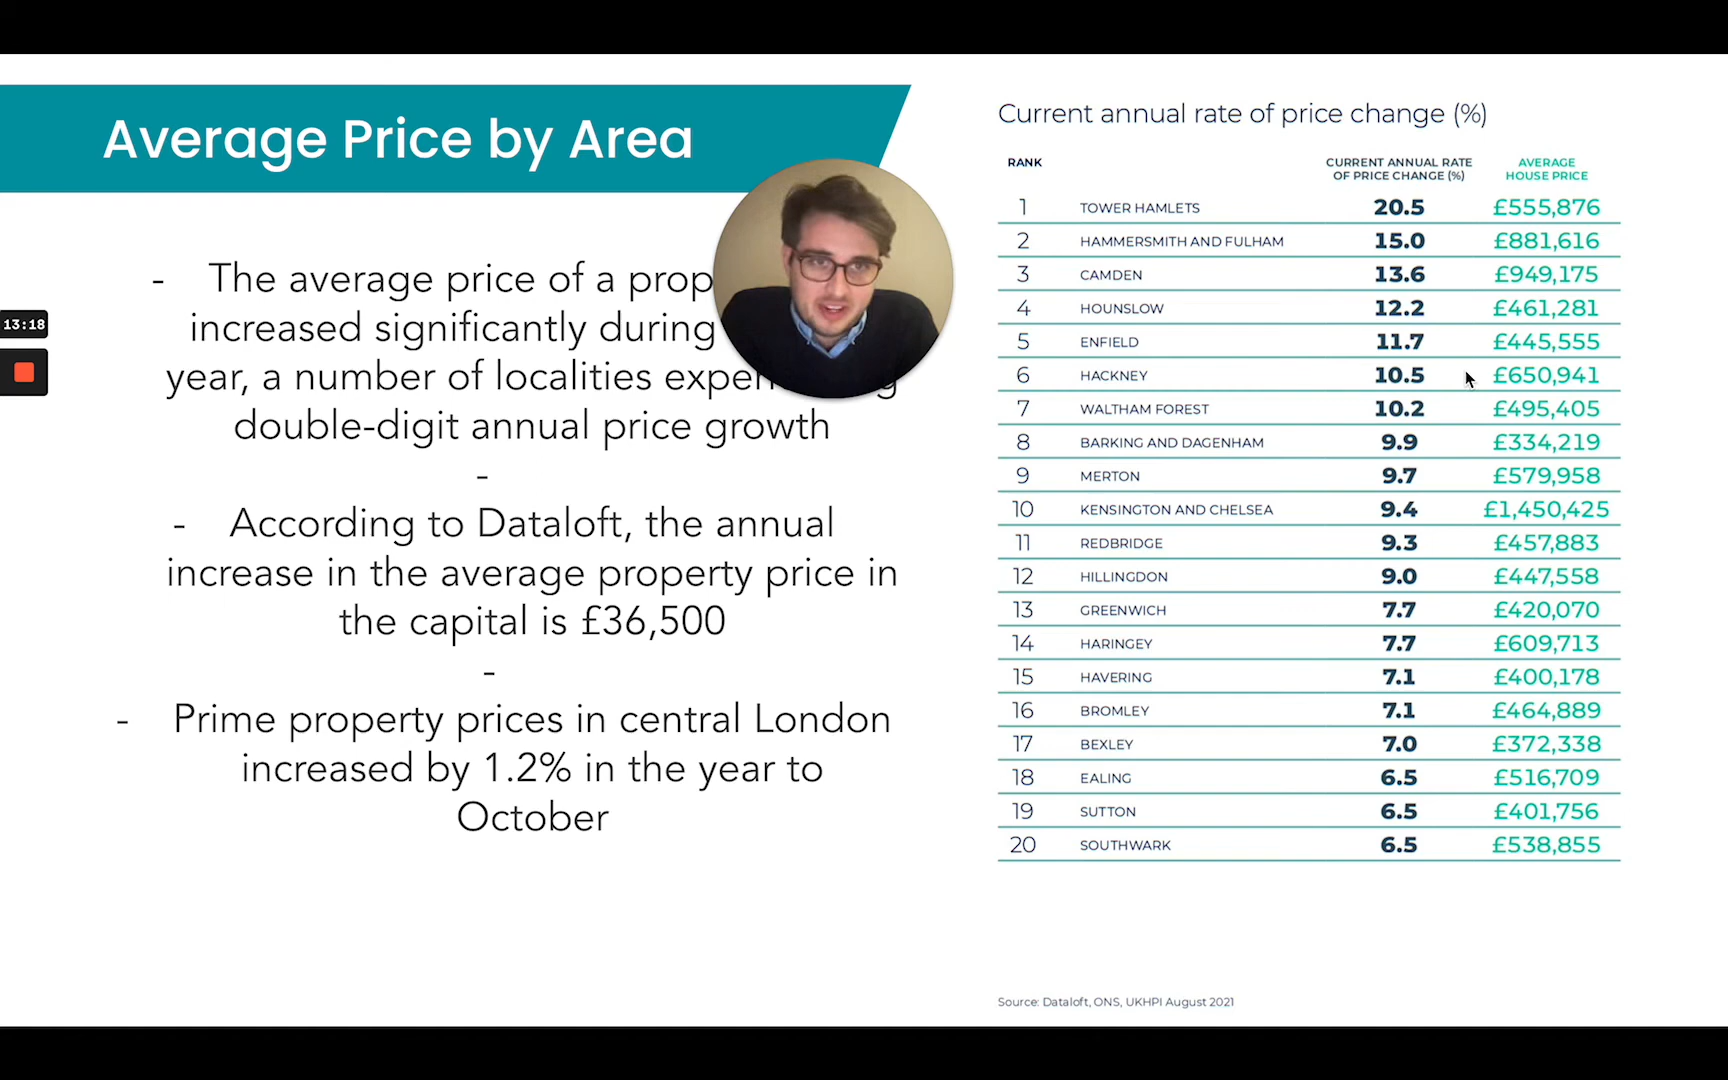 Average Price by Area
- The average price of a
increased significantly during
year, a number of localities
double-digit annual price growth
-
- According to Dataloft, the annual
increase in the average property price in
the capital is £36,500
-
- Prime property prices in central London
increased by 1.2% in the year to
October
13:18
Current annual rate of price change (%)
RANK CURRENT ANNUAL RATE OF PRICE CHANGE (%) AVERAGE HOUSE PRICE
1 TOWER HAMLETS 20.5 £555,876
2 HAMMERSMITH AND FULHAM 15.0 £881,616
3 CAMDEN 13.6 £949,175
4 HOUNSLOW 12.2 £461,281
5 ENFIELD 11.7 £445,555
6 HACKNEY 10.5 £650,941
7 WALTHAM FOREST 10.2 £495,405
8 BARKING AND DAGENHAM 9.9 £334,219
9 MERTON 9.7 £579,958
10 KENSINGTON AND CHELSEA 9.4 £1,450,425
11 REDBRIDGE 9.3 £457,883
12 HILLINGDON 9.0 £447,558
13 GREENWICH 7.7 £420,070
14 HARINGEY 7.7 £609,713
15 HAVERING 7.1 £400,178
16 BROMLEY 7.1 £464,889
17 BEXLEY 7.0 £372,338
18 EALING 6.5 £516,709
19 SUTTON 6.5 £401,756
20 SOUTHWARK 6.5 £538,855
Source: Dataloft, ONS, UKHPI August 2021